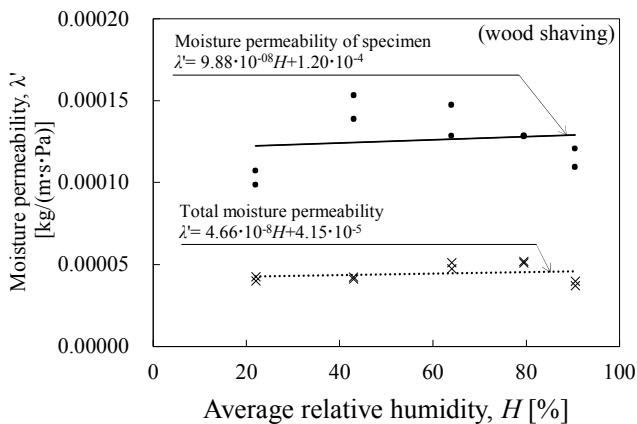 0.00020
0.00015
0.00010
0.00005
0.00000
Moisture permeability, λ'
[kg/(m·s·Pa)]
(wood shaving)
Moisture permeability of specimen
λ'= 9.88·10⁻⁰⁸H+1.20·10⁻⁴
Total moisture permeability
λ'= 4.66·10⁻⁸H+4.15·10⁻⁵
0 20 40 60 80 100
Average relative humidity, H [%]